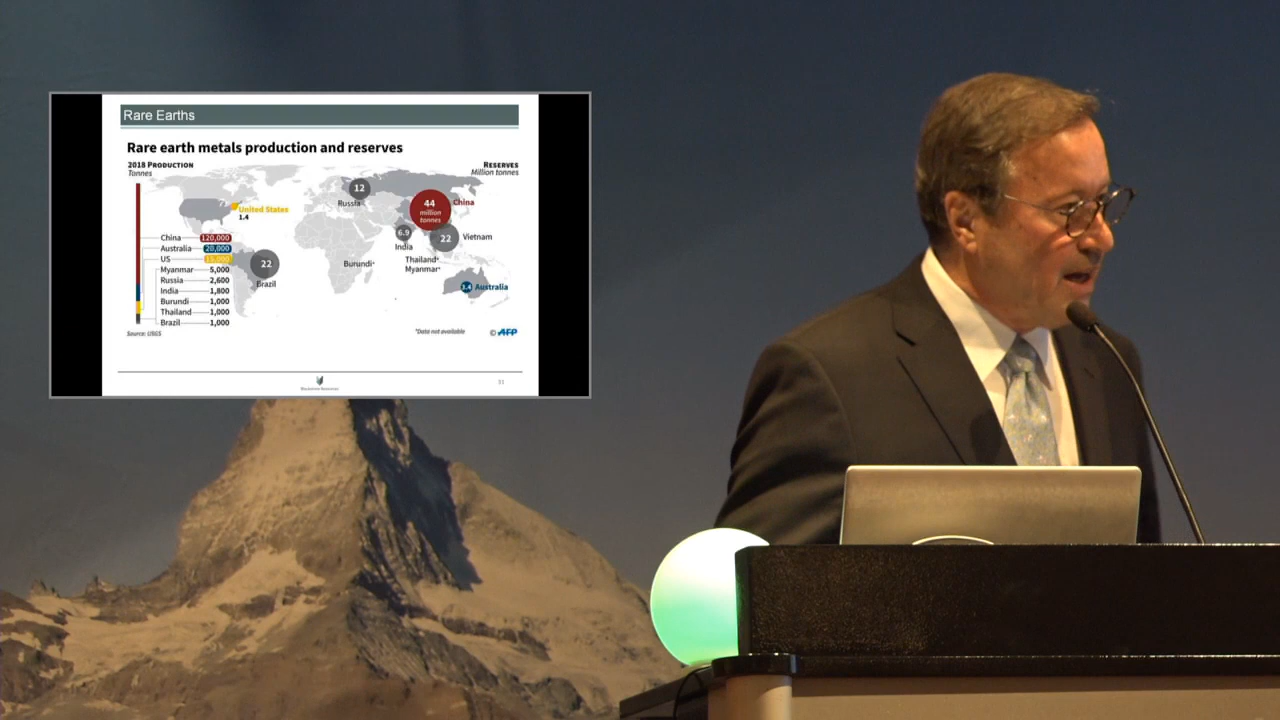 Rare Earths
Rare earth metals production and reserves
2018 PRODUCTION
Tonnes
RESERVES
Million tonnes
12
Russia
44
million
tonnes
China
United States
1.4
6.9
India
22
Vietnam
China 120,000
Australia 20,000
US 15,000
Myanmar 5,000
Russia 2,600
India 1,800
Burundi 1,000
Thailand 1,000
Brazil 1,000
22
Brazil
Burundi*
Thailand*
Myanmar*
3.4 Australia
Source: USGS
*Data not available
© AFP
31